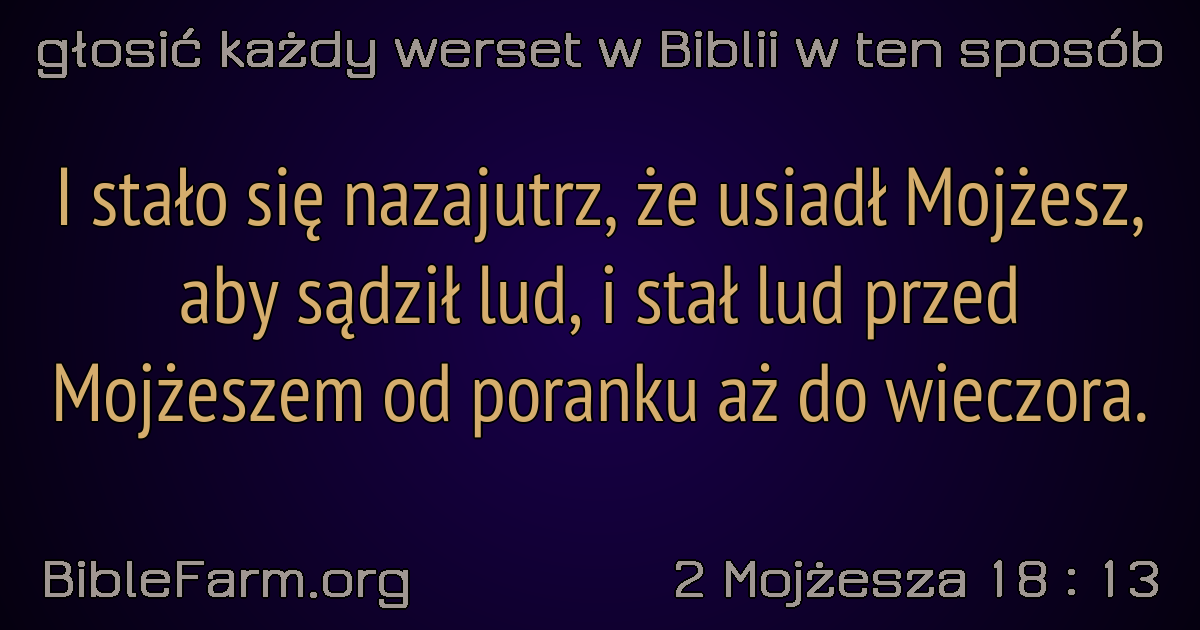 głosić każdy werset w Biblii w ten sposób
I stało się nazajutrz, że usiadł Mojżesz,
aby sądził lud, i stał lud przed
Mojżeszem od poranku aż do wieczora.
BibleFarm.org
2 Mojżesza 18 : 13